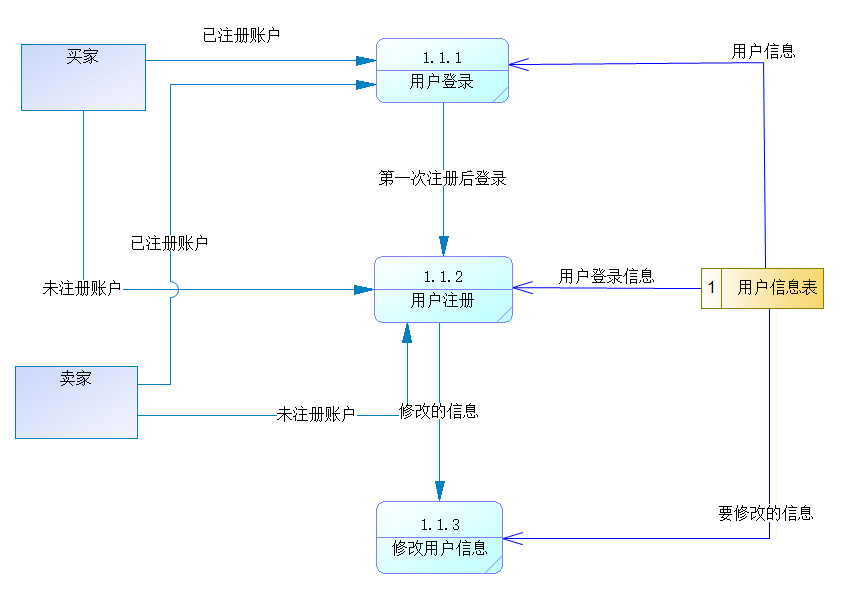 已注册账户
买家
1.1.1
用户登录
用户信息
第一次注册后登录
已注册账户
未注册账户
1.1.2
用户注册
用户登录信息
1
用户信息表
卖家
未注册账户
修改的信息
1.1.3
修改用户信息
要修改的信息